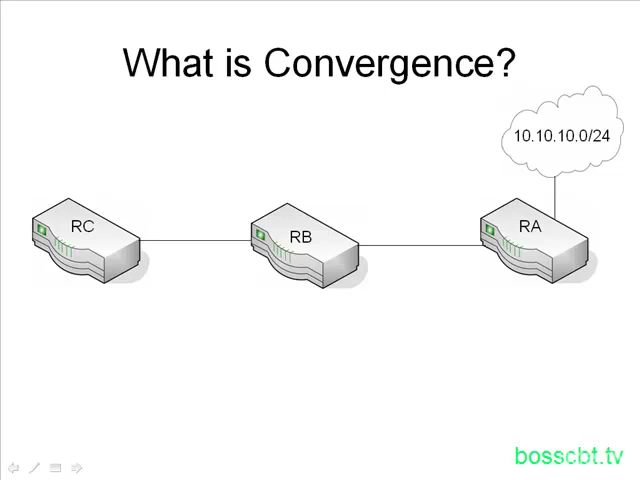 What is Convergence?
10.10.10.0/24
RC
RB
RA
bosscbt.tv